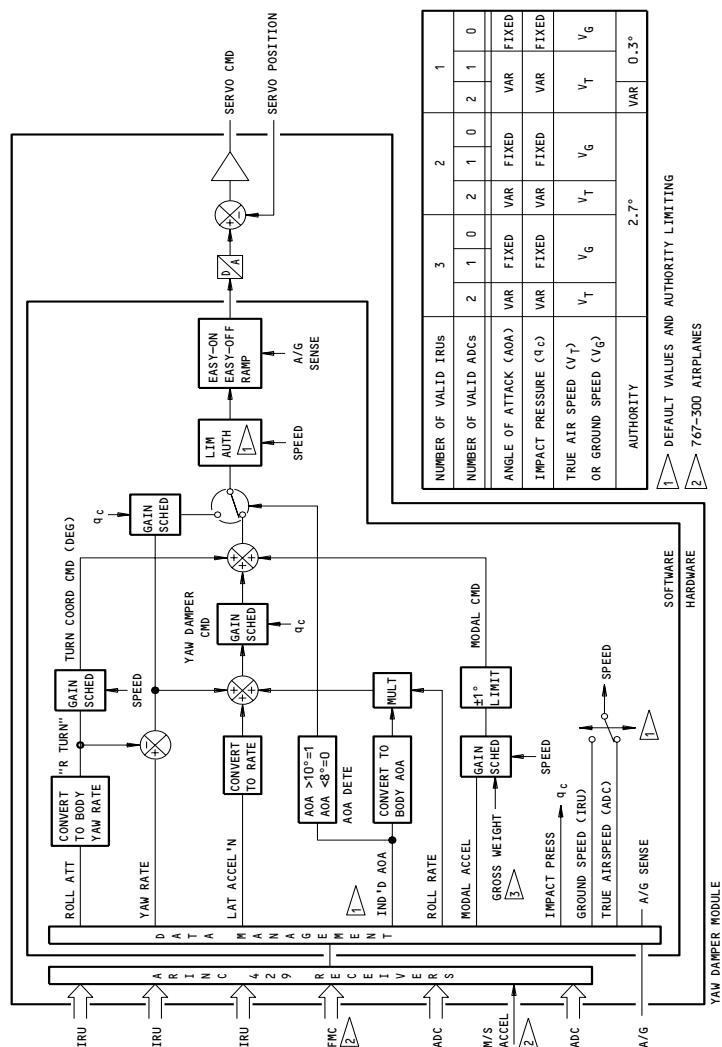 IRU
IRU
IRU
FMC
2
ADC
M/S
ACCEL
2
ADC
A/G
ARINC 429 RECEIVERS
DATA MANAGEMENT
ROLL ATT
YAW RATE
LAT ACCEL'N
1
IND'D AOA
ROLL RATE
MODAL ACCEL
GROSS WEIGHT
3
IMPACT PRESS
qc
GROUND SPEED (IRU)
TRUE AIRSPEED (ADC)
A/G SENSE
CONVERT
TO BODY
YAW RATE
"R TURN"
GAIN
SCHED
SPEED
TURN COORD CMD (DEG)
+
-
CONVERT
TO RATE
+
+
+
YAW DAMPER
CMD
GAIN
SCHED
qc
+
+
+
GAIN
SCHED
qc
AOA >10°=1
AOA <8°=0
AOA DETE
CONVERT TO
BODY
AOA
MULT
GAIN
SCHED
SPEED
±1°
LIMIT
MODAL CMD
SPEED
1
LIM
AUTH
1
SPEED
EASY-ON
EASY-OFF
RAMP
A/G
SENSE
D/A
+
-
SERVO CMD
SERVO POSITION
SOFTWARE
HARDWARE
YAW DAMPER MODULE
NUMBER OF VALID IRUs 3 2 1
NUMBER OF VALID ADCs 2 1 0 2 1 0 2 1 0
ANGLE OF ATTACK (AOA) VAR FIXED VAR FIXED VAR FIXED
IMPACT PRESSURE (qc) VAR FIXED VAR FIXED VAR FIXED
TRUE AIR SPEED (VT)
OR GROUND SPEED (VG) VT VG VT VG VT VG
AUTHORITY 2.7° VAR 0.3°
1 DEFAULT VALUES AND AUTHORITY LIMITING
2 767-300 AIRPLANES